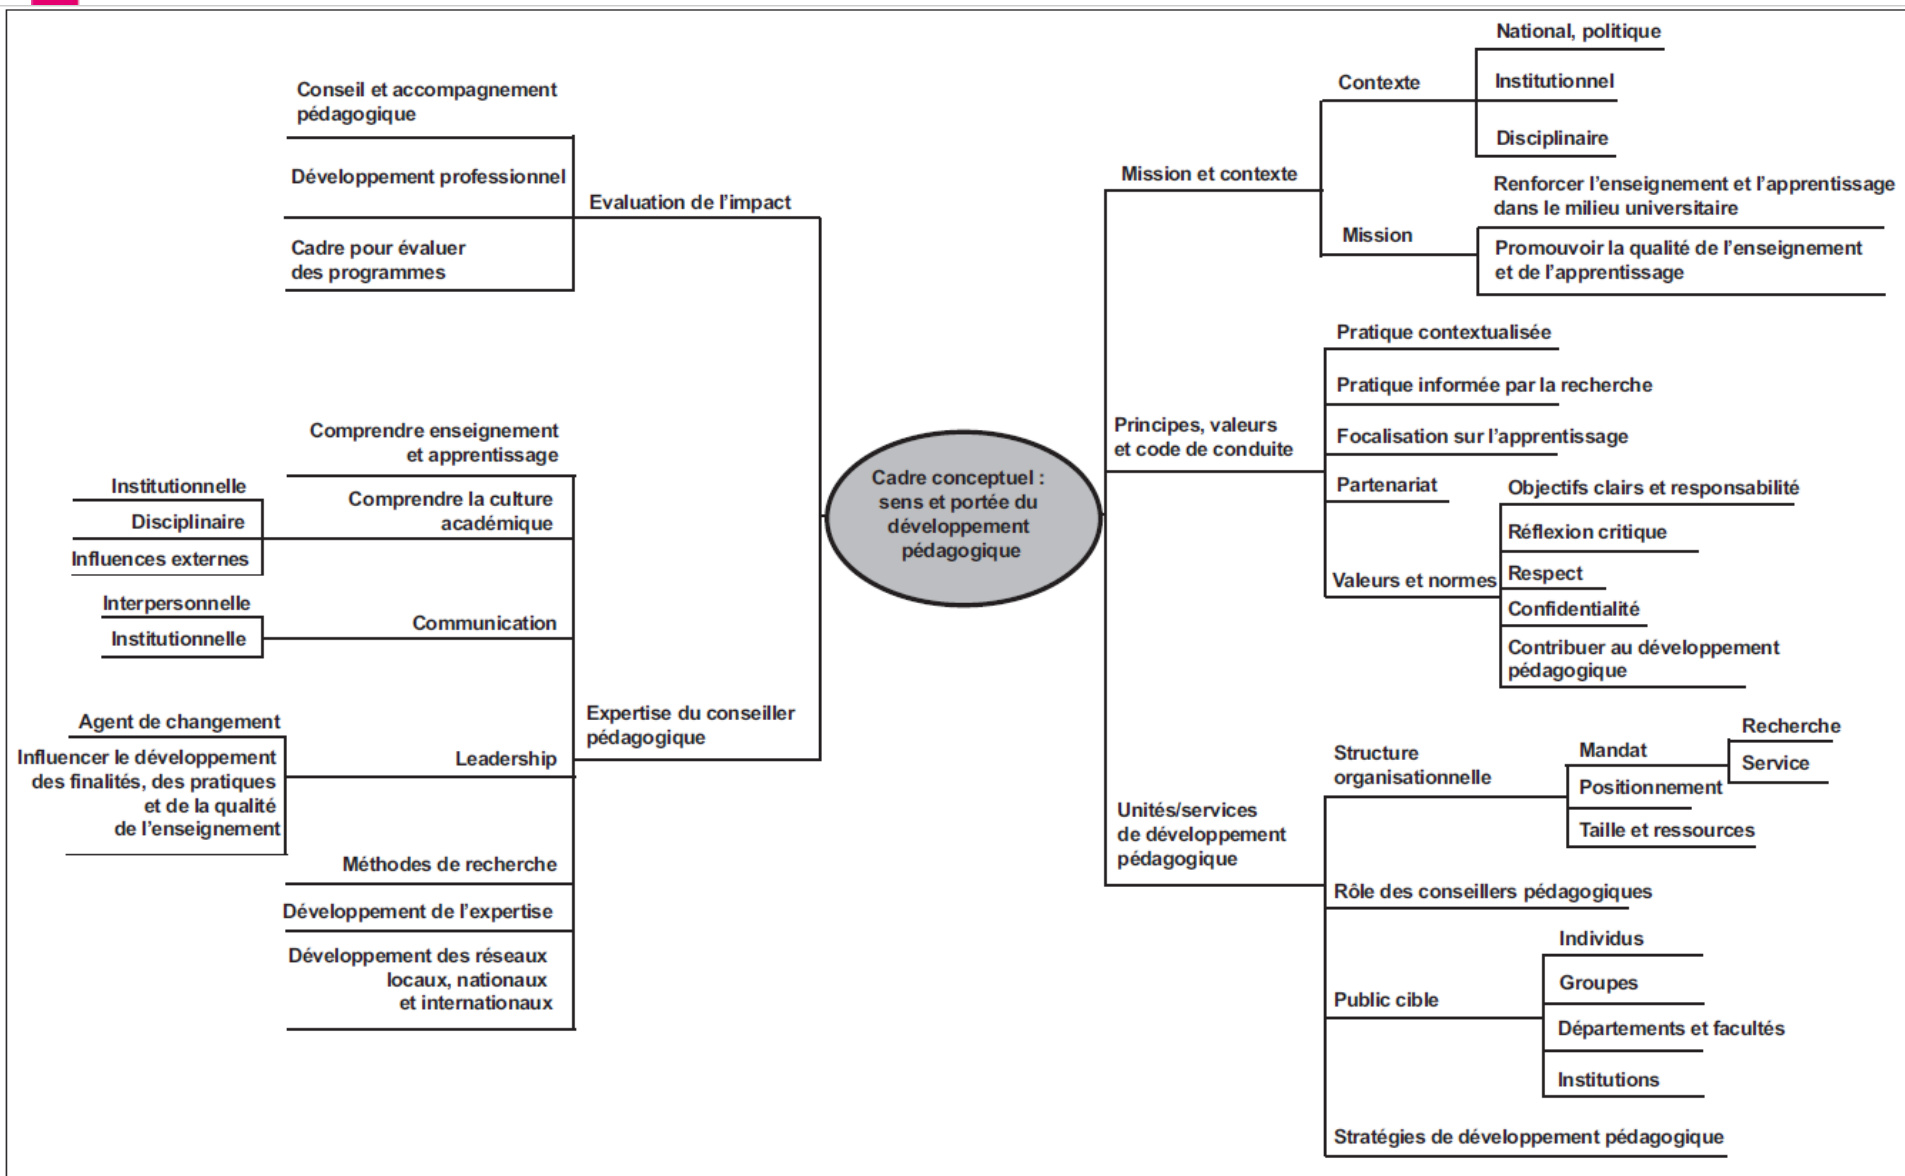 Conseil et accompagnement
pédagogique
Développement professionnel
Cadre pour évaluer
des programmes
Evaluation de l'impact
Comprendre enseignement
et apprentissage
Comprendre la culture
académique
Institutionnelle
Disciplinaire
Influences externes
Communication
Interpersonnelle
Institutionnelle
Leadership
Agent de changement
Influencer le développement
des finalités, des pratiques
et de la qualité
de l'enseignement
Méthodes de recherche
Développement de l'expertise
Développement des réseaux
locaux, nationaux
et internationaux
Expertise du conseiller
pédagogique
Cadre conceptuel :
sens et portée du
développement
pédagogique
Mission et contexte
Contexte
National, politique
Institutionnel
Disciplinaire
Mission
Renforcer l'enseignement et l'apprentissage
dans le milieu universitaire
Promouvoir la qualité de l'enseignement
et de l'apprentissage
Principes, valeurs
et code de conduite
Pratique contextualisée
Pratique informée par la recherche
Focalisation sur l'apprentissage
Partenariat
Valeurs et normes
Objectifs clairs et responsabilité
Réflexion critique
Respect
Confidentialité
Contribuer au développement
pédagogique
Unités/services
de développement
pédagogique
Structure
organisationnelle
Mandat
Recherche
Service
Positionnement
Taille et ressources
Rôle des conseillers pédagogiques
Public cible
Individus
Groupes
Départements et facultés
Institutions
Stratégies de développement pédagogique